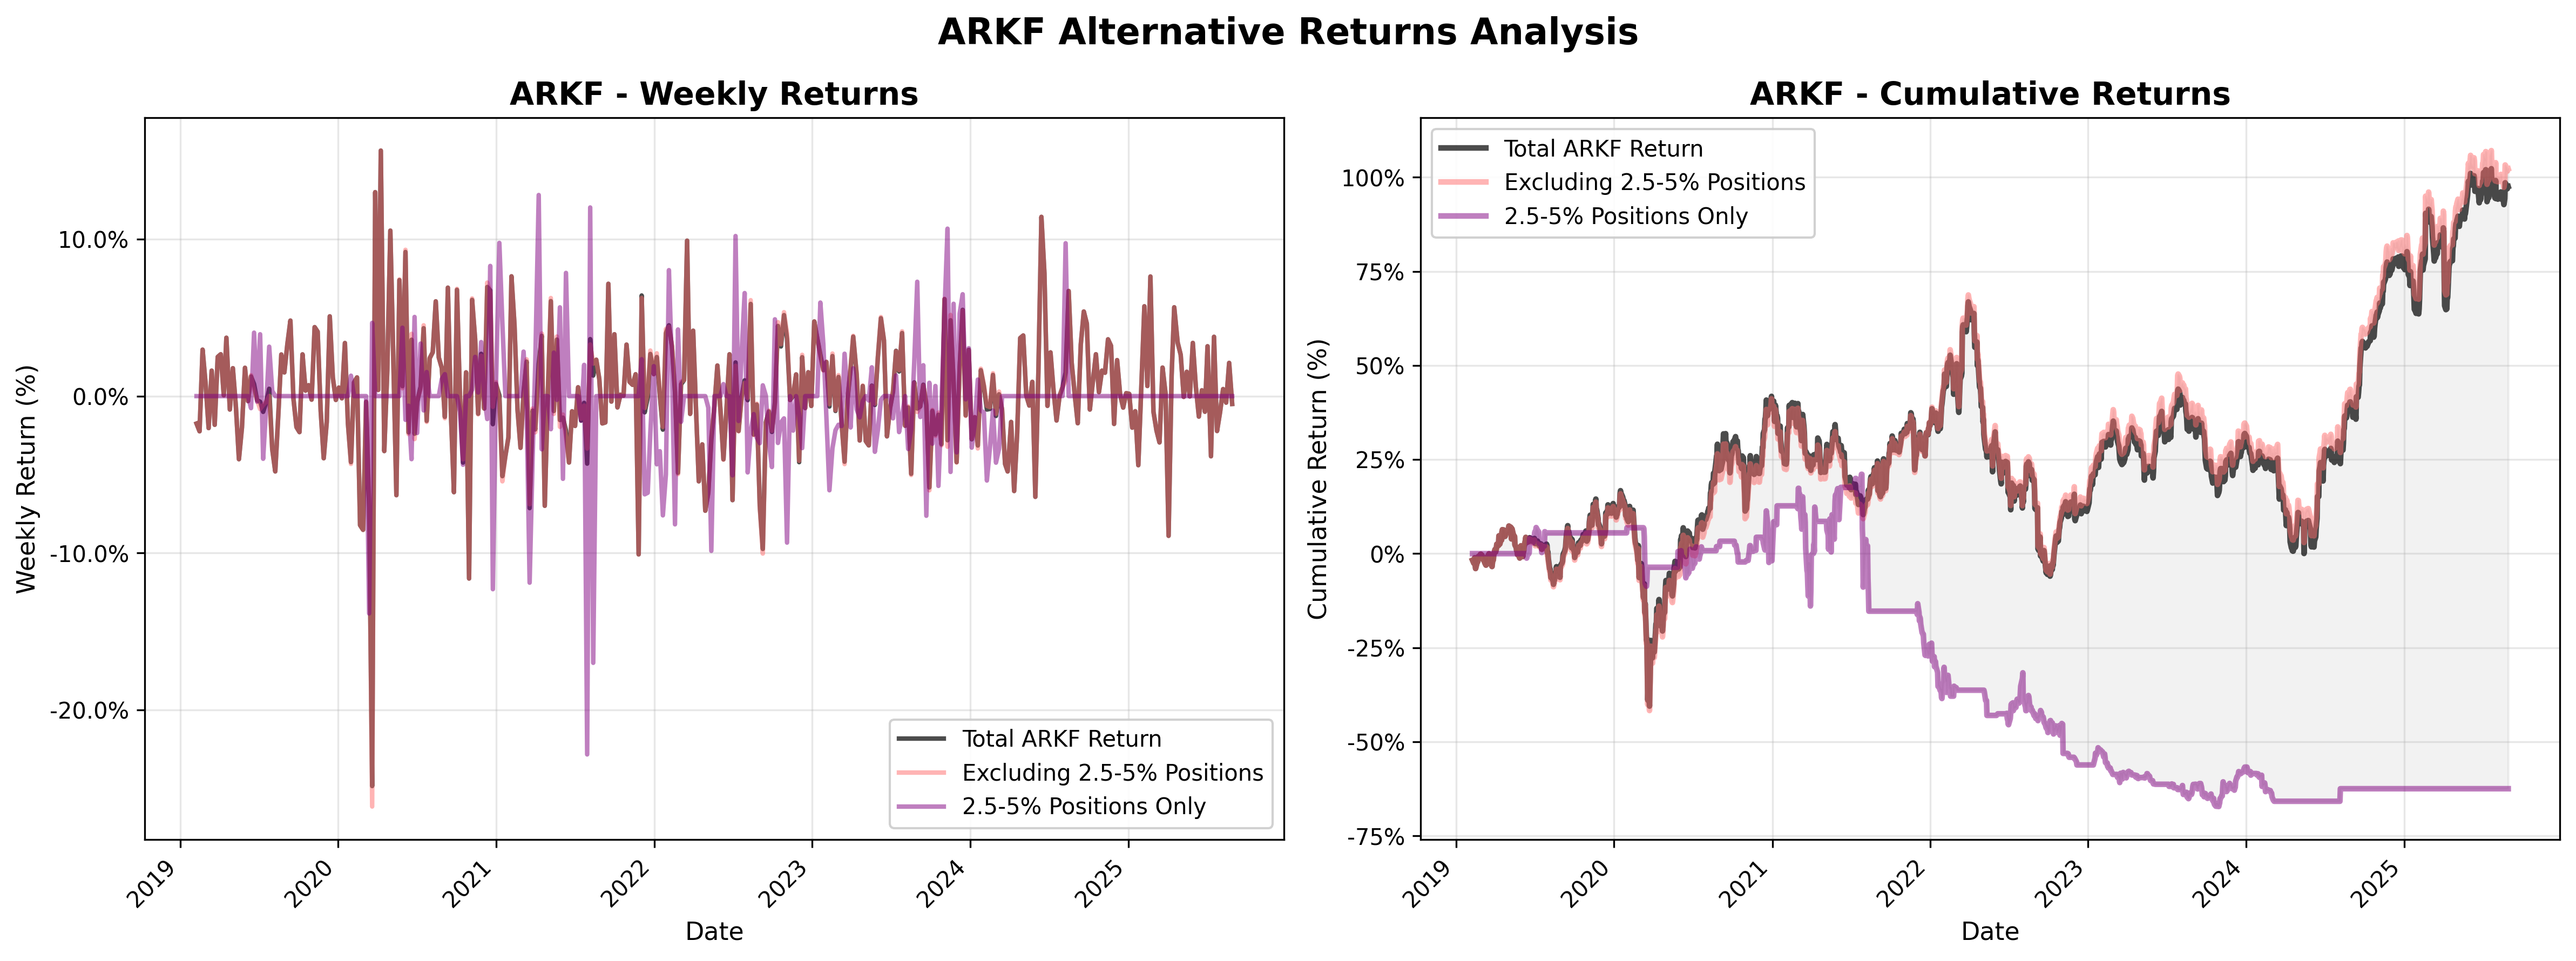 ARKF Alternative Returns Analysis
ARKF - Weekly Returns
Weekly Return (%)
10.0%
0.0%
-10.0%
-20.0%
Total ARKF Return
Excluding 2.5-5% Positions
2.5-5% Positions Only
2019
2020
2021
2022
2023
2024
2025
Date
ARKF - Cumulative Returns
Cumulative Return (%)
Total ARKF Return
Excluding 2.5-5% Positions
2.5-5% Positions Only
100%
75%
50%
25%
0%
-25%
-50%
-75%
2019
2020
2021
2022
2023
2024
2025
Date